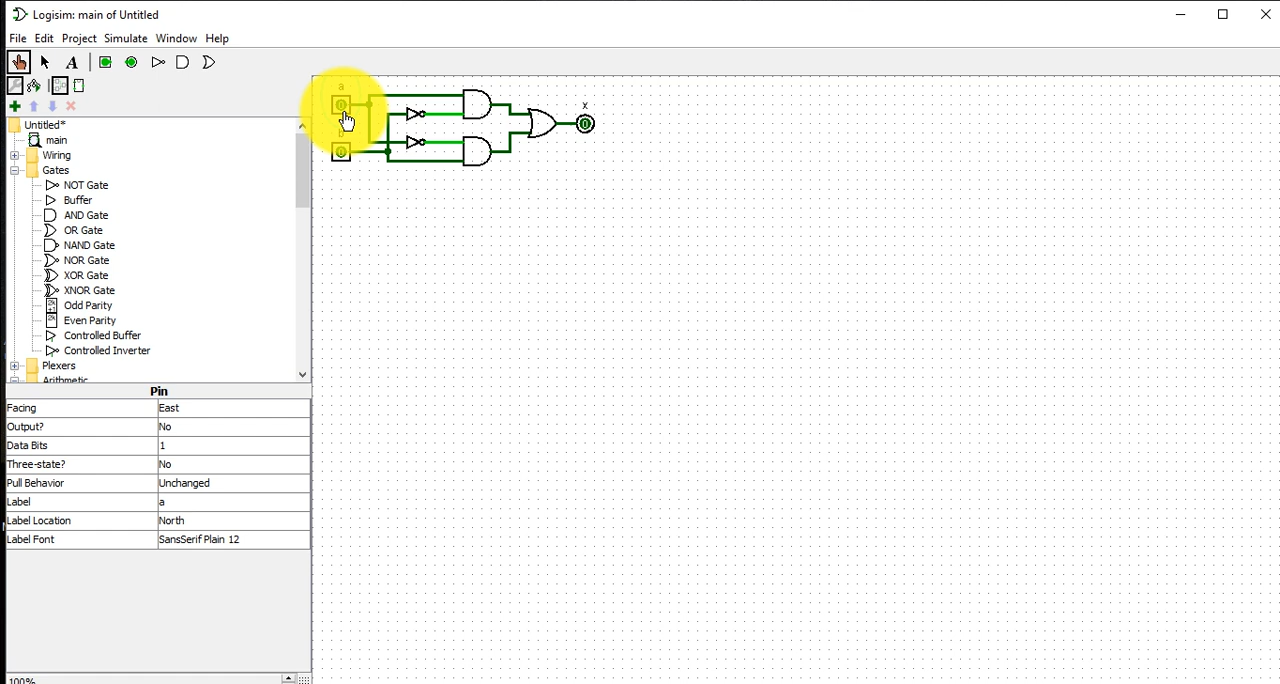 Logisim: main of Untitled
File Edit Project Simulate Window Help
A
Untitled*
main
Wiring
Gates
NOT Gate
Buffer
AND Gate
OR Gate
NAND Gate
NOR Gate
XOR Gate
XNOR Gate
Odd Parity
Even Parity
Controlled Buffer
Controlled Inverter
Plexers
Arithmetic
Pin
Facing East
Output? No
Data Bits 1
Three-state? No
Pull Behavior Unchanged
Label a
Label Location North
Label Font SansSerif Plain 12
100%
a
0
0
x
0